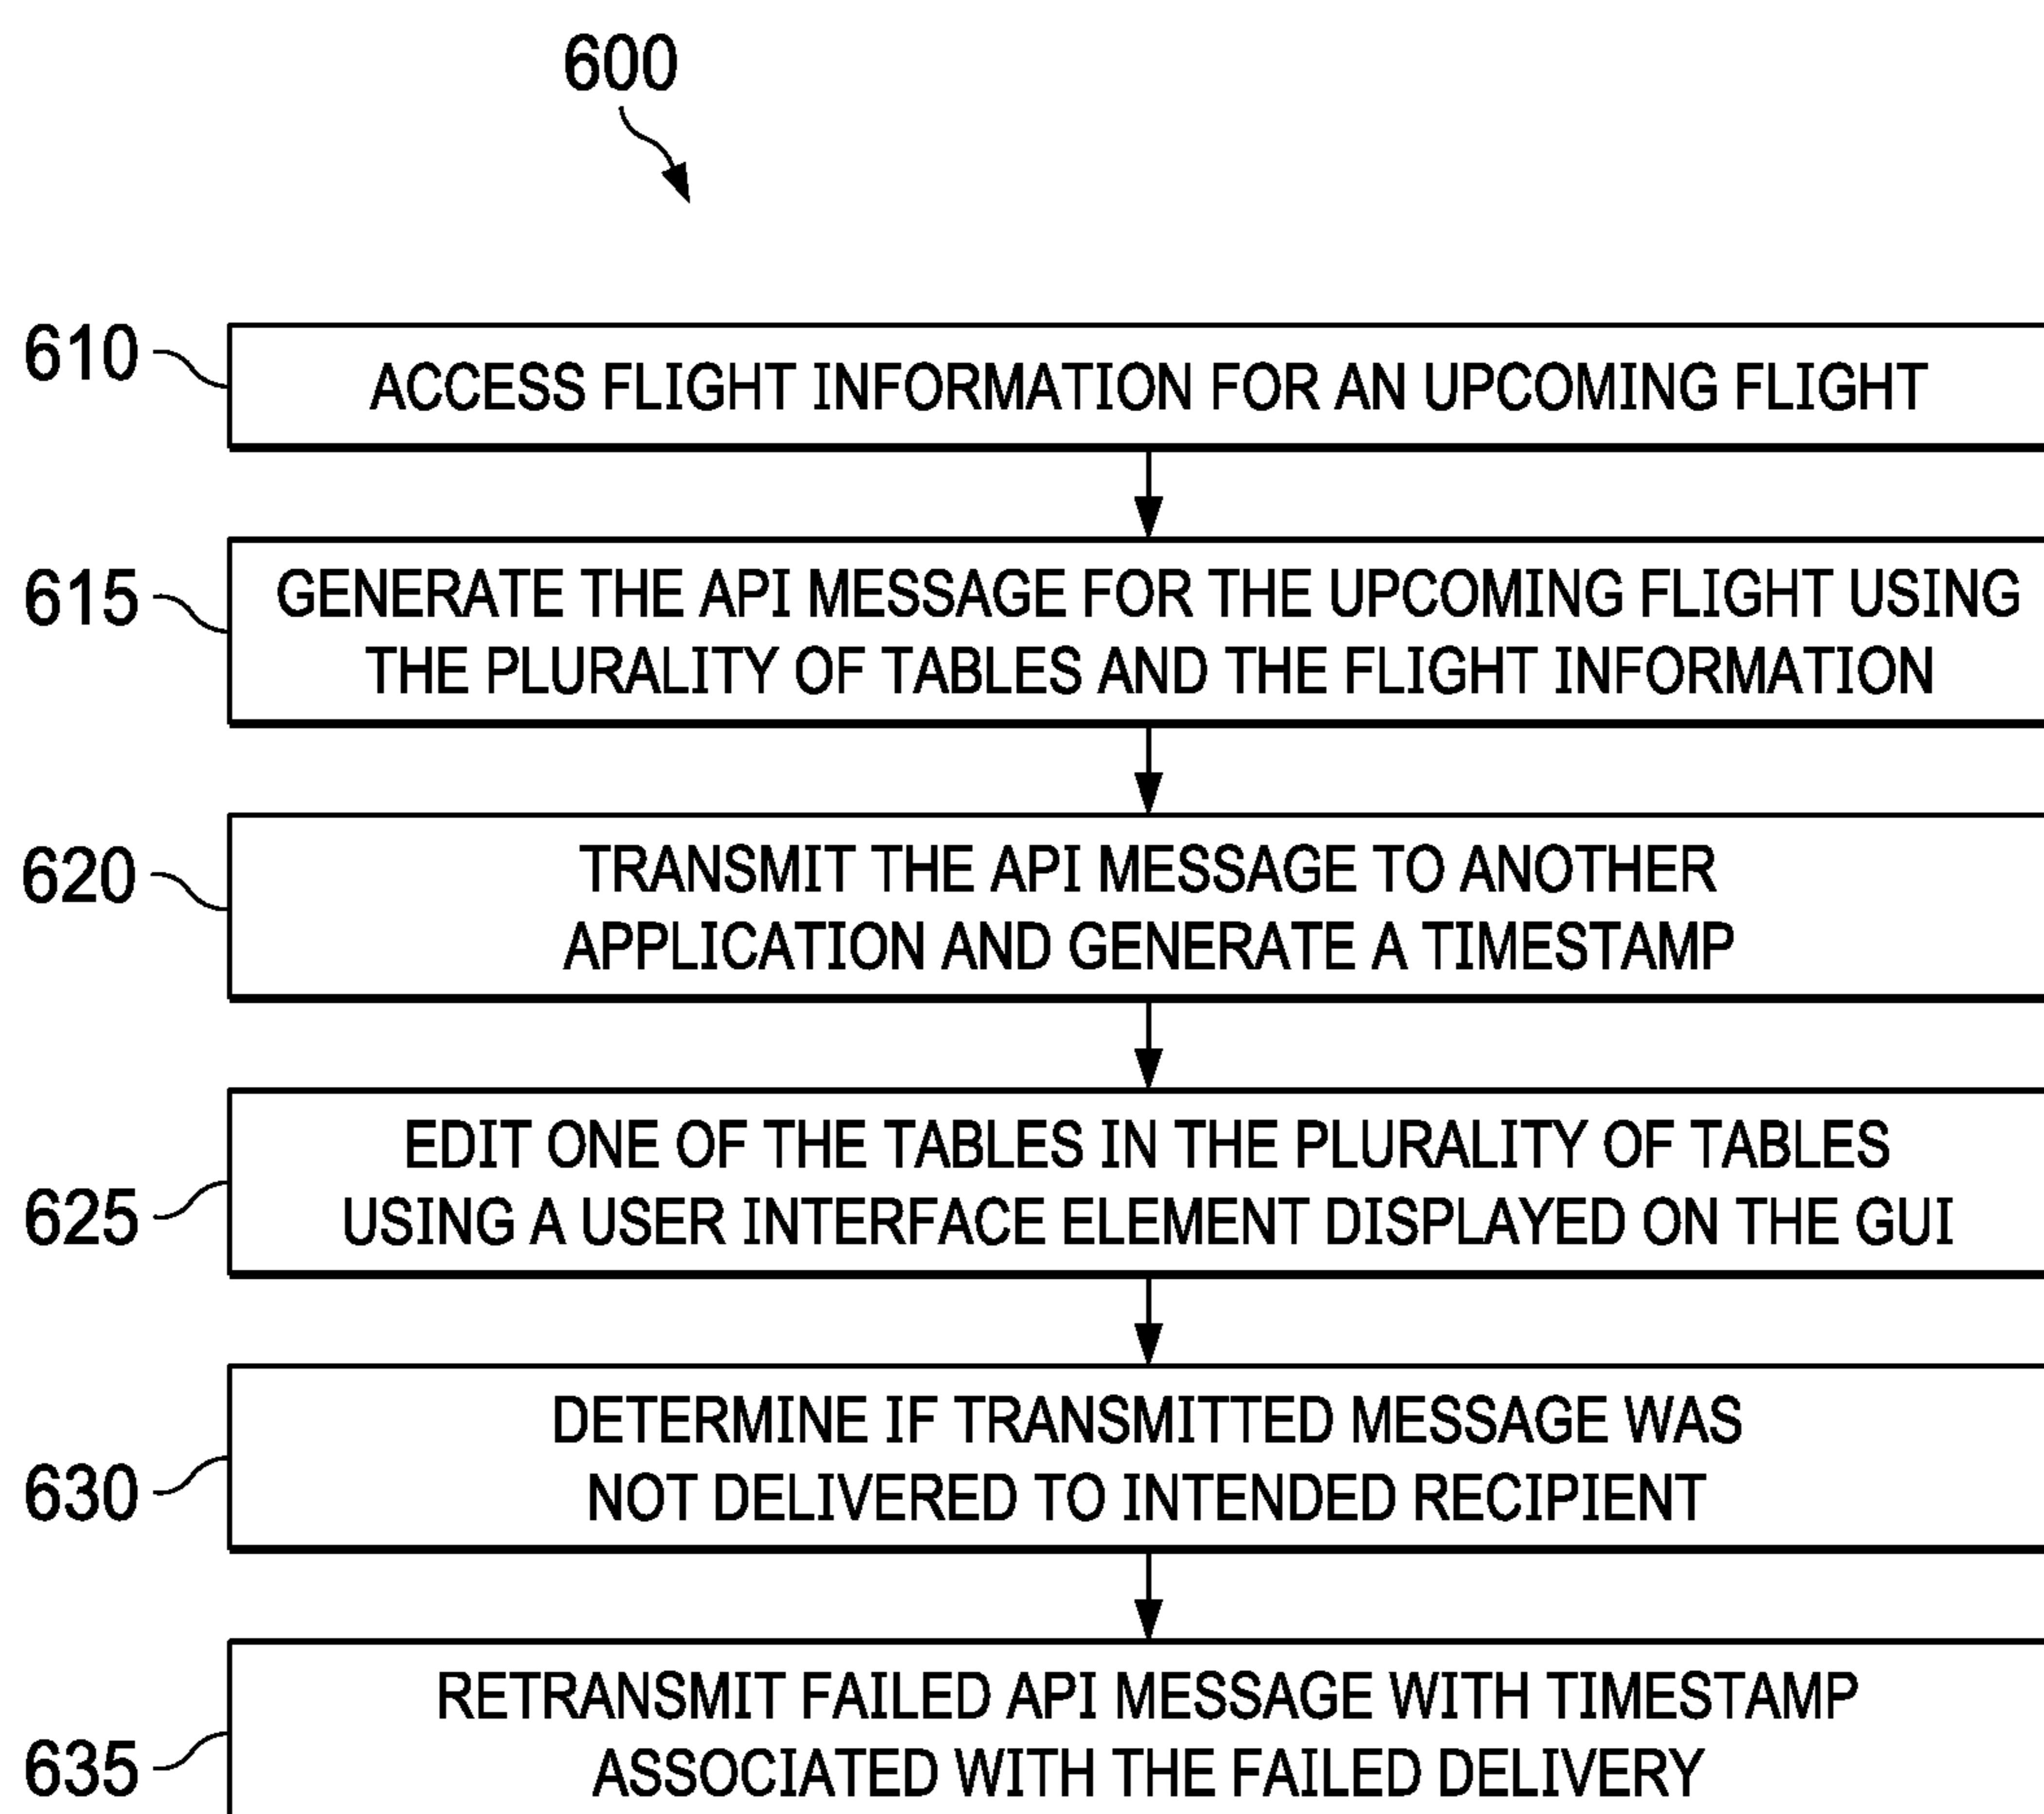 600
610
ACCESS FLIGHT INFORMATION FOR AN UPCOMING FLIGHT
615
GENERATE THE API MESSAGE FOR THE UPCOMING FLIGHT USING
THE PLURALITY OF TABLES AND THE FLIGHT INFORMATION
620
TRANSMIT THE API MESSAGE TO ANOTHER
APPLICATION AND GENERATE A TIMESTAMP
625
EDIT ONE OF THE TABLES IN THE PLURALITY OF TABLES
USING A USER INTERFACE ELEMENT DISPLAYED ON THE GUI
630
DETERMINE IF TRANSMITTED MESSAGE WAS
NOT DELIVERED TO INTENDED RECIPIENT
635
RETRANSMIT FAILED API MESSAGE WITH TIMESTAMP
ASSOCIATED WITH THE FAILED DELIVERY